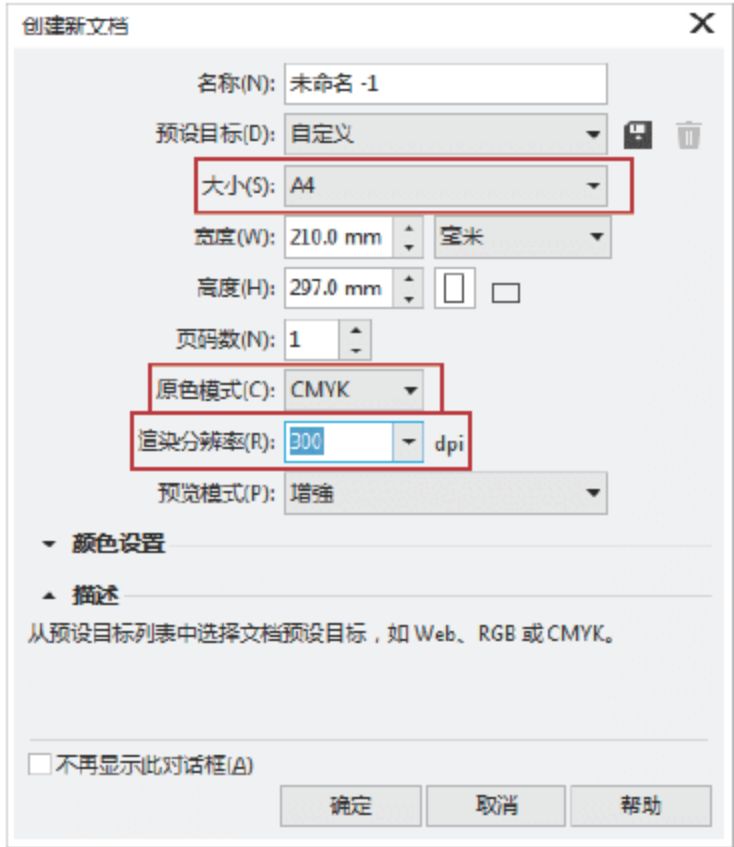 创建新文档
名称(N): 未命名 -1
预设目标(D): 自定义
大小(S): A4
宽度(W): 210.0 mm 毫米
高度(H): 297.0 mm
页码数(N): 1
原色模式(C): CMYK
渲染分辨率(R): 300 dpi
预览模式(P): 增强
颜色设置
描述
从预设目标列表中选择文档预设目标，如 Web、RGB 或 CMYK。
不再显示此对话框(A)
确定 取消 帮助